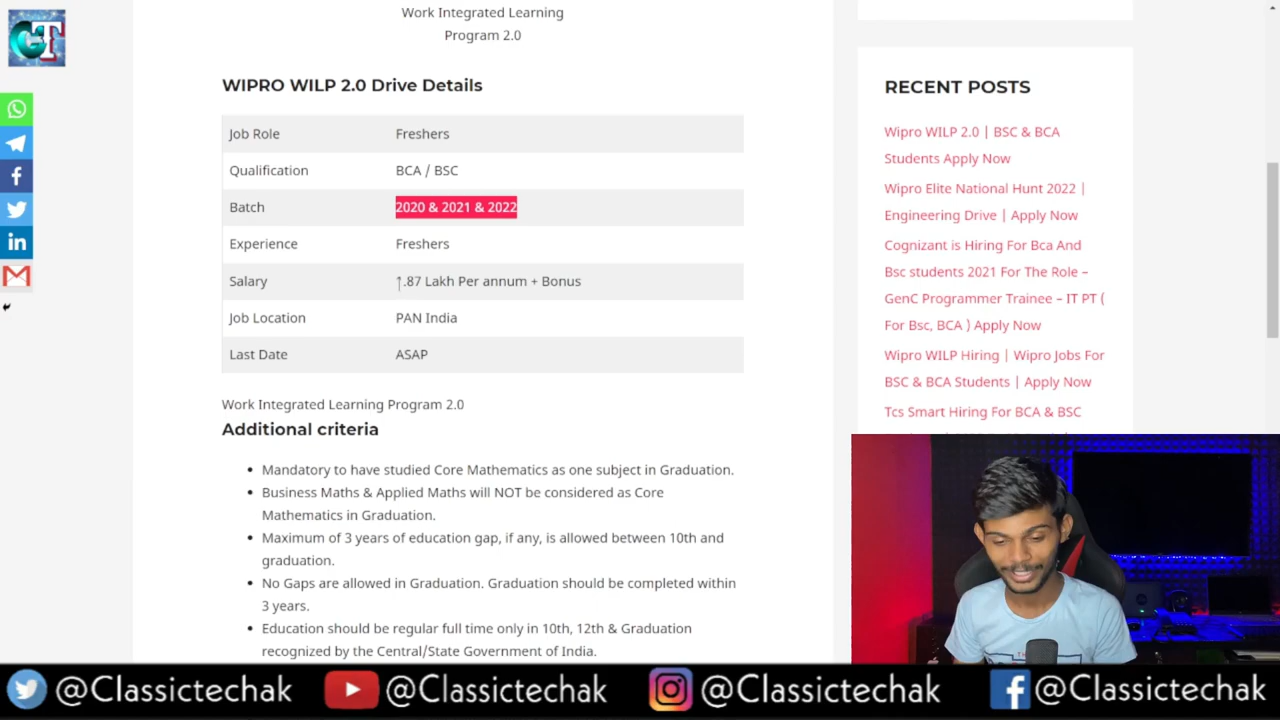 GT
Work Integrated Learning
Program 2.0
WIPRO WILP 2.0 Drive Details
Job Role Freshers
Qualification BCA / BSC
Batch 2020 & 2021 & 2022
Experience Freshers
Salary .87 Lakh Per annum + Bonus
Job Location PAN India
Last Date ASAP
Work Integrated Learning Program 2.0
Additional criteria
• Mandatory to have studied Core Mathematics as one subject in Graduation.
• Business Maths & Applied Maths will NOT be considered as Core
Mathematics in Graduation.
• Maximum of 3 years of education gap, if any, is allowed between 10th and
graduation.
• No Gaps are allowed in Graduation. Graduation should be completed within
3 years.
• Education should be regular full time only in 10th, 12th & Graduation
recognized by the Central/State Government of India.
RECENT POSTS
Wipro WILP 2.0 | BSC & BCA
Students Apply Now
Wipro Elite National Hunt 2022 |
Engineering Drive | Apply Now
Cognizant is Hiring For Bca And
Bsc students 2021 For The Role –
GenC Programmer Trainee – IT PT (
For Bsc, BCA ) Apply Now
Wipro WILP Hiring | Wipro Jobs For
BSC & BCA Students | Apply Now
Tcs Smart Hiring For BCA & BSC
@Classictechak @Classictechak @Classictechak @Classictechak